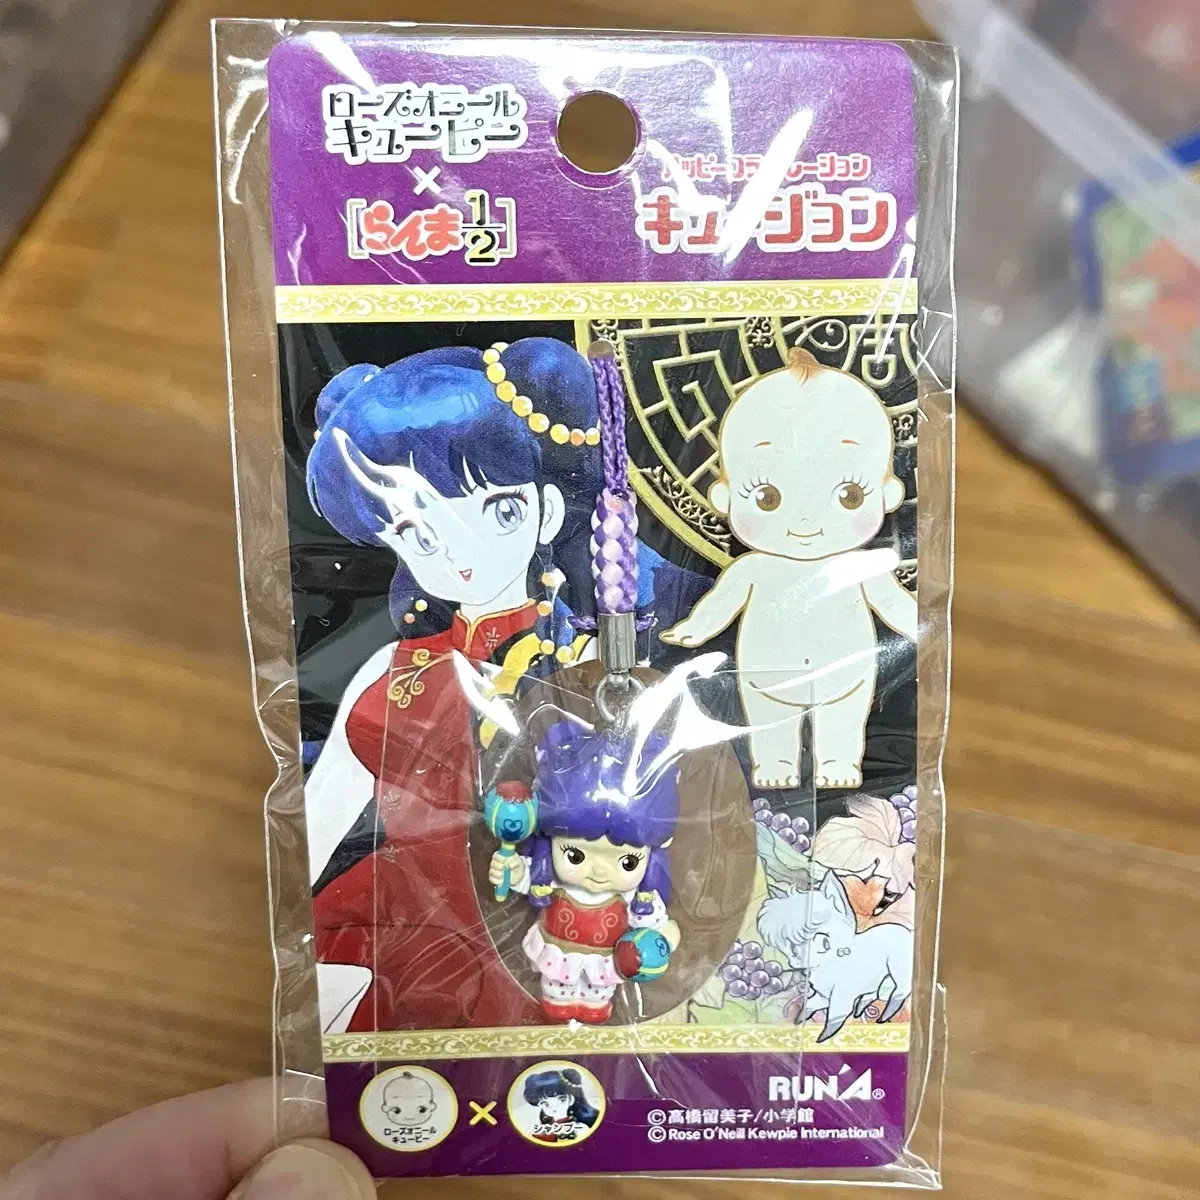 ローズオニール
キューピー
×
[らんま1/2]
ハッピーコラボレーション
キュージョン
ローズオニール
キューピー
×
シャンプー
RUN'A®
©高橋留美子/小学館
©Rose O'Neill Kewpie International